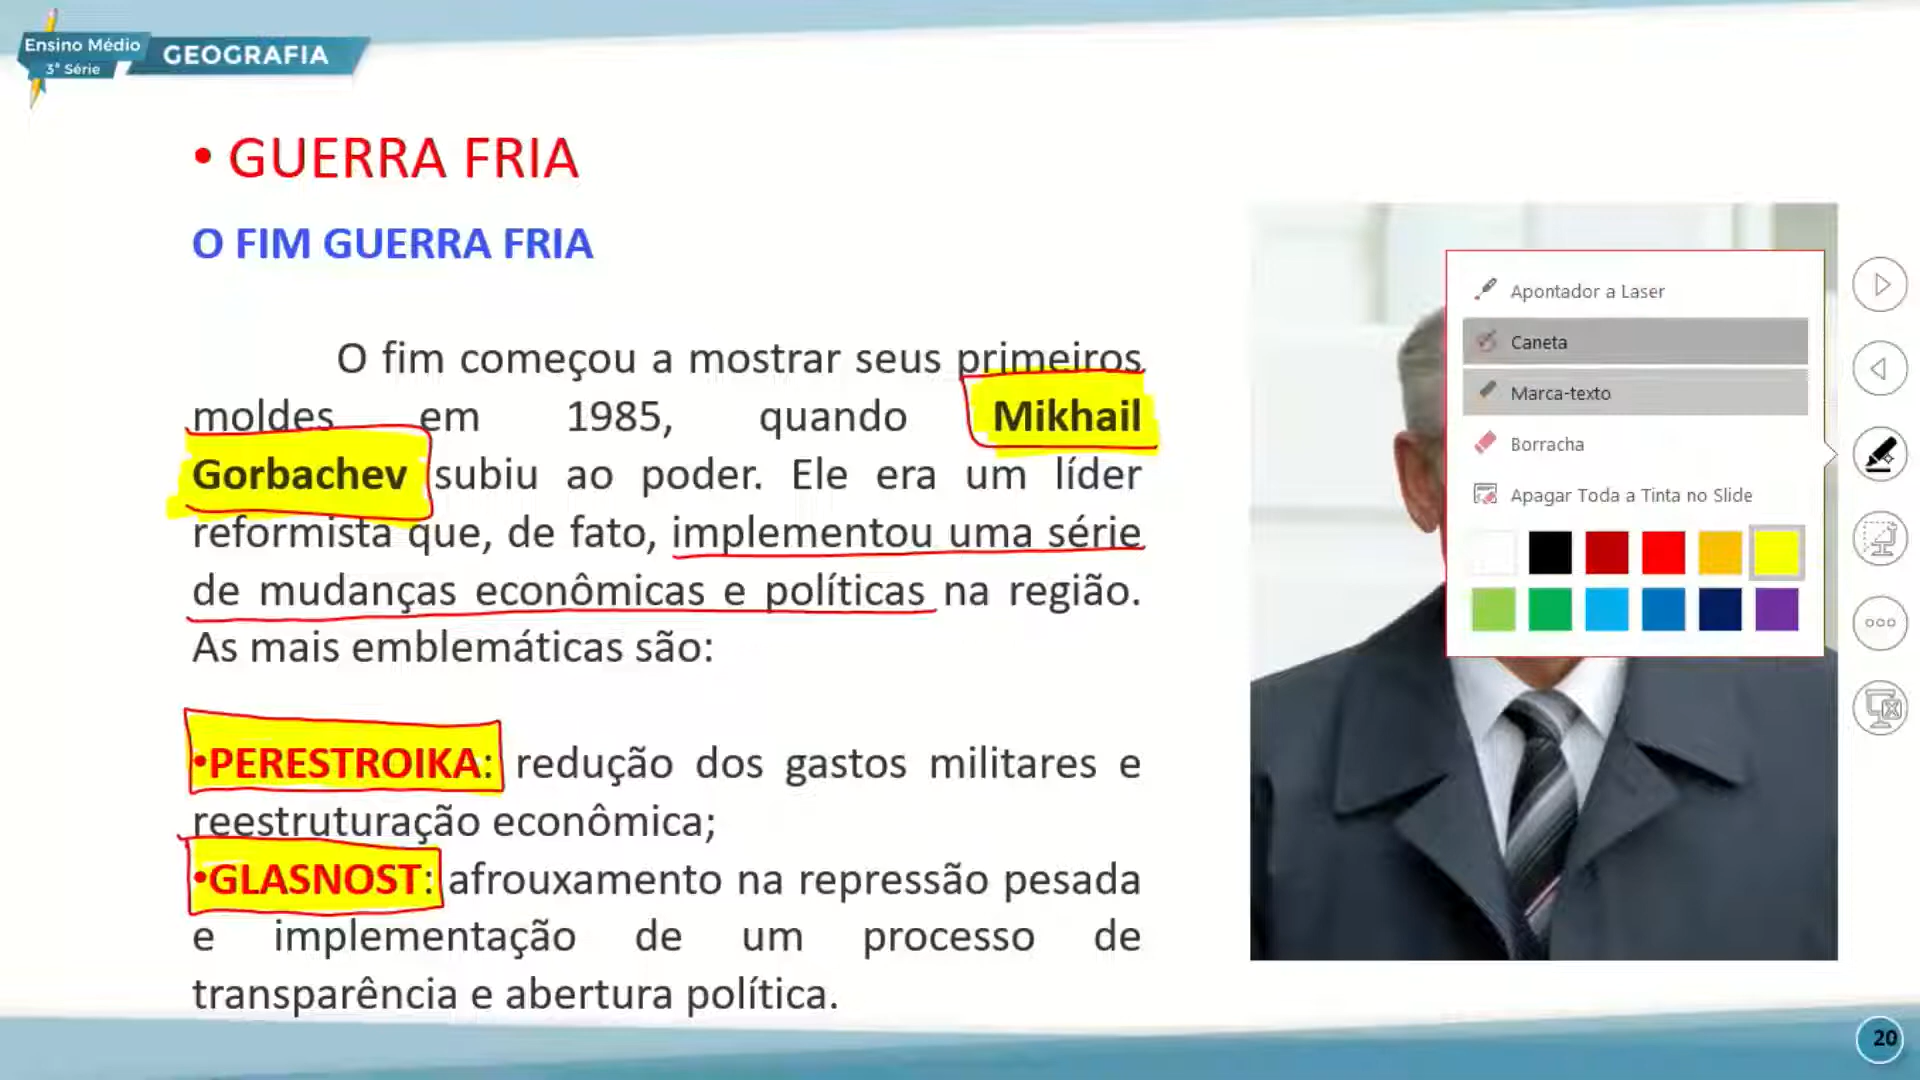 Ensino Médio
3ª Série
GEOGRAFIA
• GUERRA FRIA
O FIM GUERRA FRIA
O fim começou a mostrar seus primeiros
moldes em 1985, quando Mikhail
Gorbachev subiu ao poder. Ele era um líder
reformista que, de fato, implementou uma série
de mudanças econômicas e políticas na região.
As mais emblemáticas são:
•PERESTROIKA: redução dos gastos militares e
reestruturação econômica;
•GLASNOST: afrouxamento na repressão pesada
e implementação de um processo de
transparência e abertura política.
Apontador a Laser
Caneta
Marca-texto
Borracha
Apagar Toda a Tinta no Slide
20